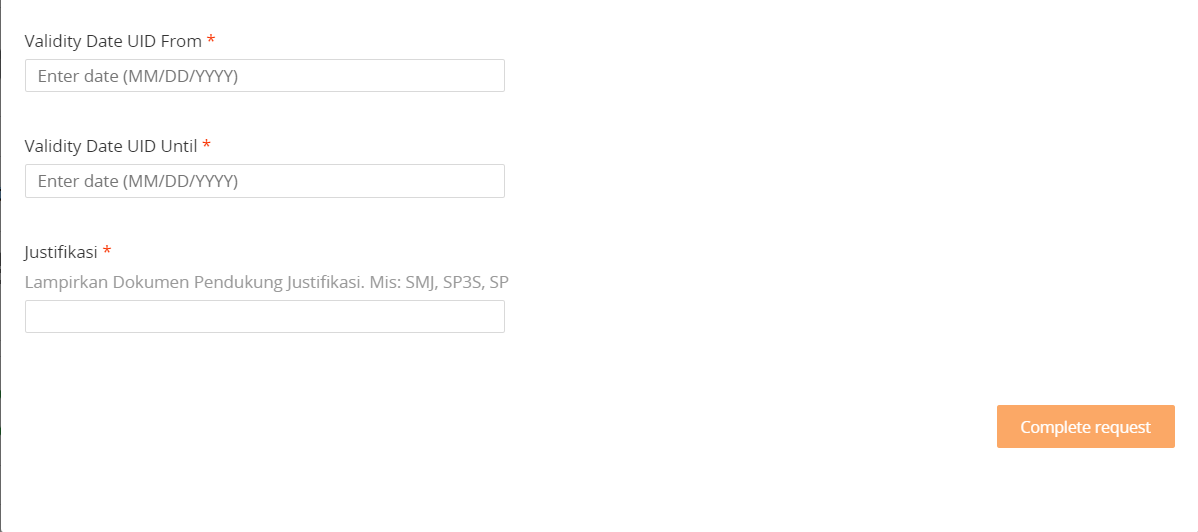 Validity Date UID From *
Enter date (MM/DD/YYYY)
Validity Date UID Until *
Enter date (MM/DD/YYYY)
Justifikasi *
Lampirkan Dokumen Pendukung Justifikasi. Mis: SMJ, SP3S, SP
Complete request